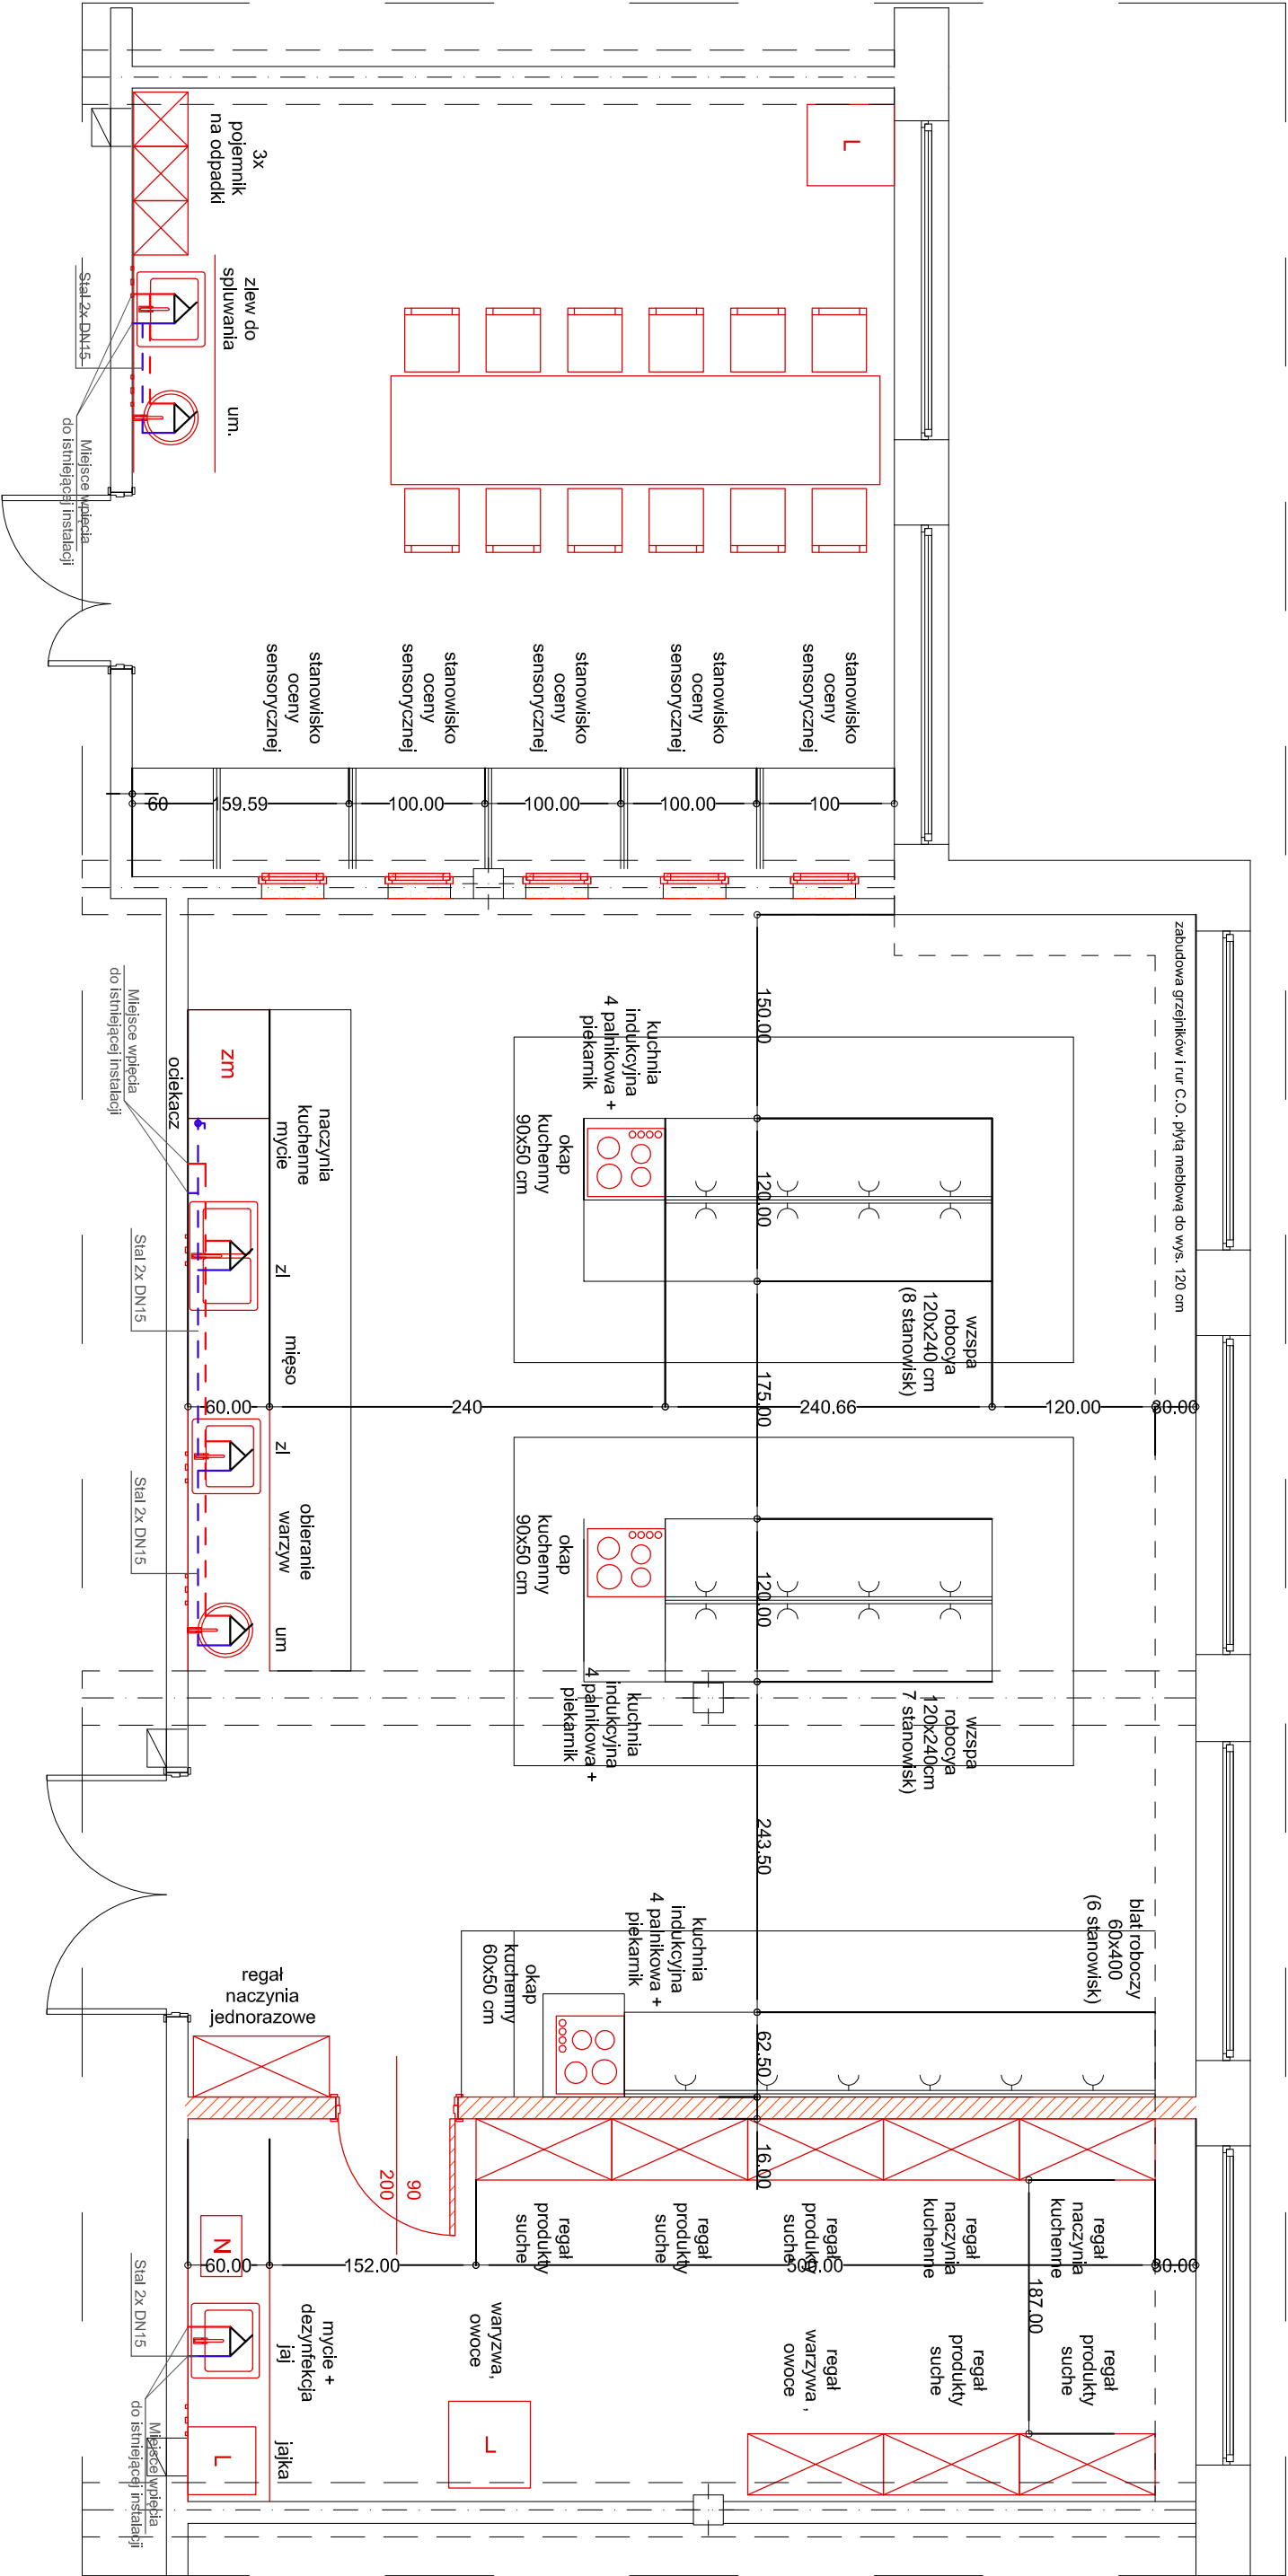 L
3x
pojemnik
na odpadki
zlew do
spluwania
um.
Stal 2x DN15
Miejsce wpięcia
do istniejącej instalacji
stanowisko
oceny
sensorycznej
stanowisko
oceny
sensorycznej
stanowisko
oceny
sensorycznej
stanowisko
oceny
sensorycznej
stanowisko
oceny
sensorycznej
60
159.59
100.00
100.00
100.00
100
zabudowa grzejników i rur C.O. płytą meblową do wys. 120 cm
Miejsce wpięcia
do istniejącej instalacji
ociekacz
zm
naczynia
kuchenne
mycie
zl
mięso
zl
obieranie
warzyw
um
Stal 2x DN15
Stal 2x DN15
kuchnia
indukcyjna
4 palnikowa +
piekarnik
okap
kuchenny
90x50 cm
150.00
120.00
wzspa
robocya
120x240 cm
(8 stanowisk)
175.00
60.00
240
240.66
120.00
30.00
okap
kuchenny
90x50 cm
120.00
kuchnia
indukcyjna
4 palnikowa +
piekarnik
wzspa
robocya
120x240cm
7 stanowisk)
243.50
blat roboczy
60x400
(6 stanowisk)
kuchnia
indukcyjna
4 palnikowa +
piekarnik
okap
kuchenny
60x50 cm
62.50
regał
naczynia
jednorazowe
90
200
16.00
regał
produkty
suche
regał
produkty
suche
regał
produkty
suche
regał
naczynia
kuchenne
regał
naczynia
kuchenne
60.00
152.00
500.00
30.00
187.00
N
Stal 2x DN15
mycie +
dezynfekcja
jaj
jajka
L
Miejsce wpięcia
do istniejącej instalacji
waryzwa,
owoce
L
regał
warzywa ,
owoce
regał
produkty
suche
regał
produkty
suche